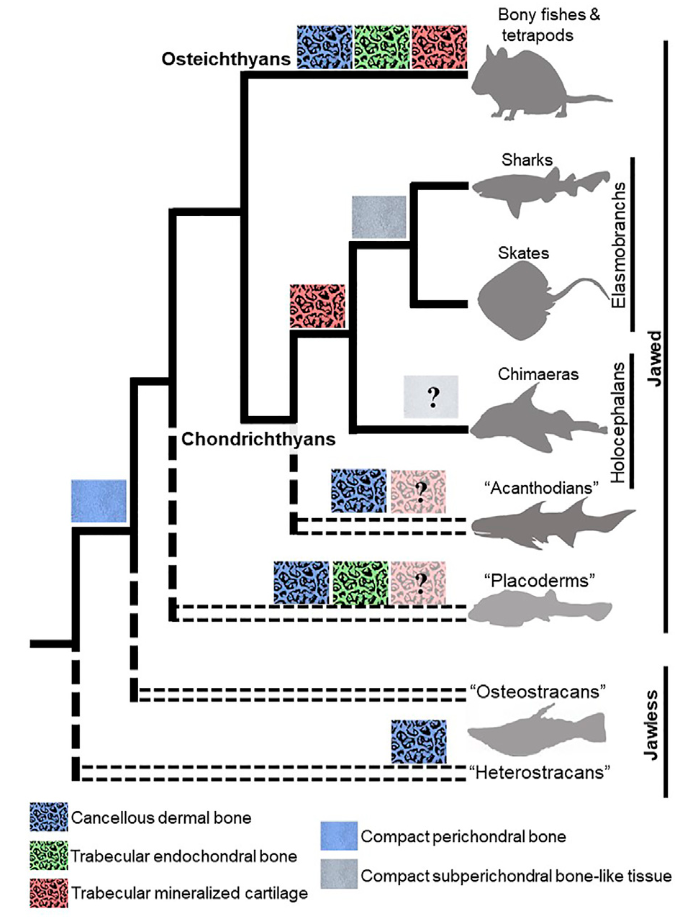 Bony fishes &
tetrapods
Osteichthyans
Sharks
Skates
Elasmobranchs
Chimaeras
?
Holocephalans
Jawed
Chondrichthyans
"Acanthodians"
?
"Placoderms"
?
"Osteostracans"
Jawless
"Heterostracans"
Cancellous dermal bone
Trabecular endochondral bone
Trabecular mineralized cartilage
Compact perichondral bone
Compact subperichondral bone-like tissue